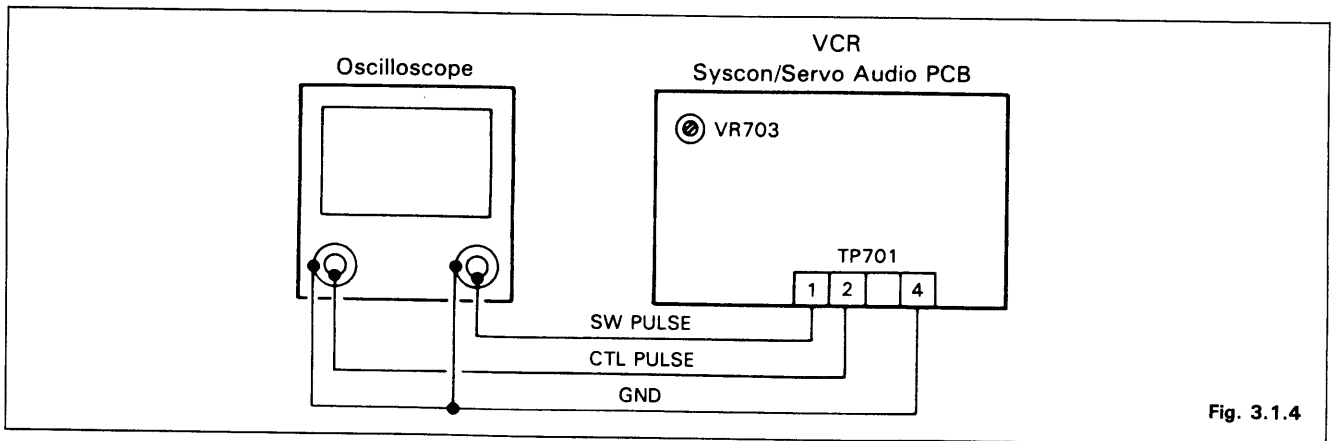 VCR
Oscilloscope
Syscon/Servo Audio PCB
VR703
TP701
1 2 4
SW PULSE
CTL PULSE
GND
Fig. 3.1.4